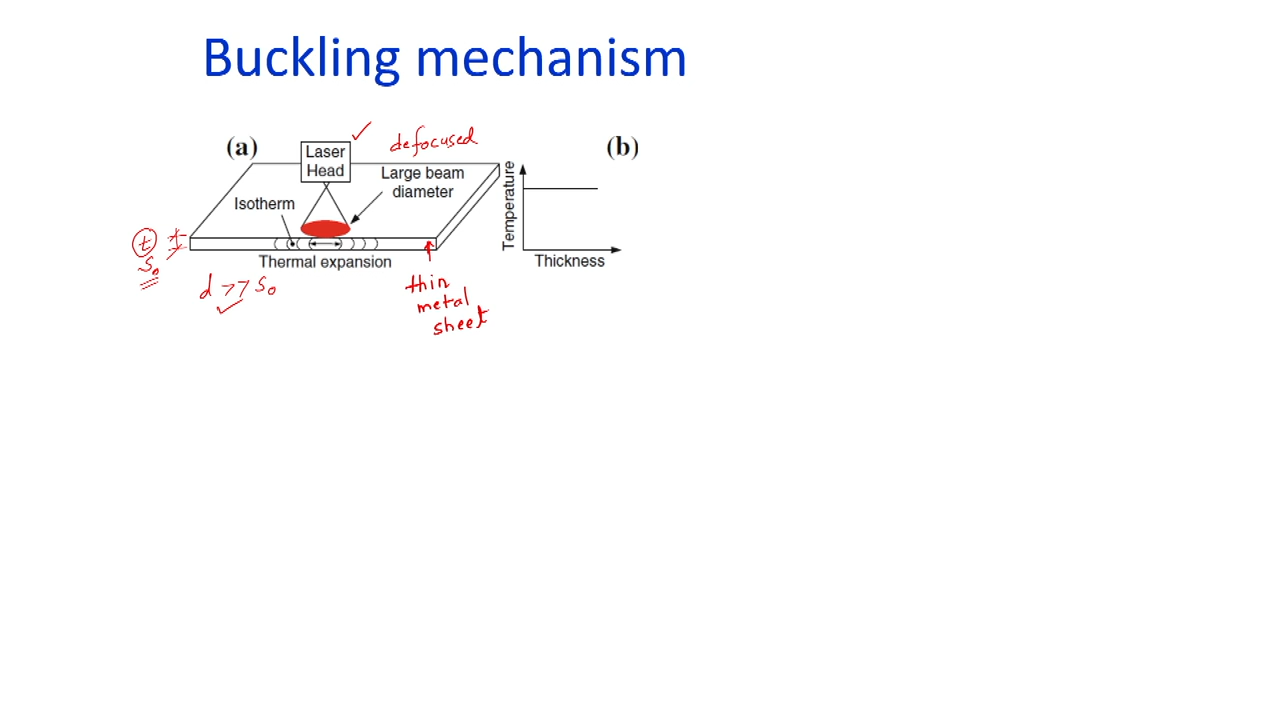 Buckling mechanism
(a)
Laser
Head
defocused
Large beam
diameter
Isotherm
Thermal expansion
t
s₀
d >> s₀
thin
metal
sheet
(b)
Temperature
Thickness